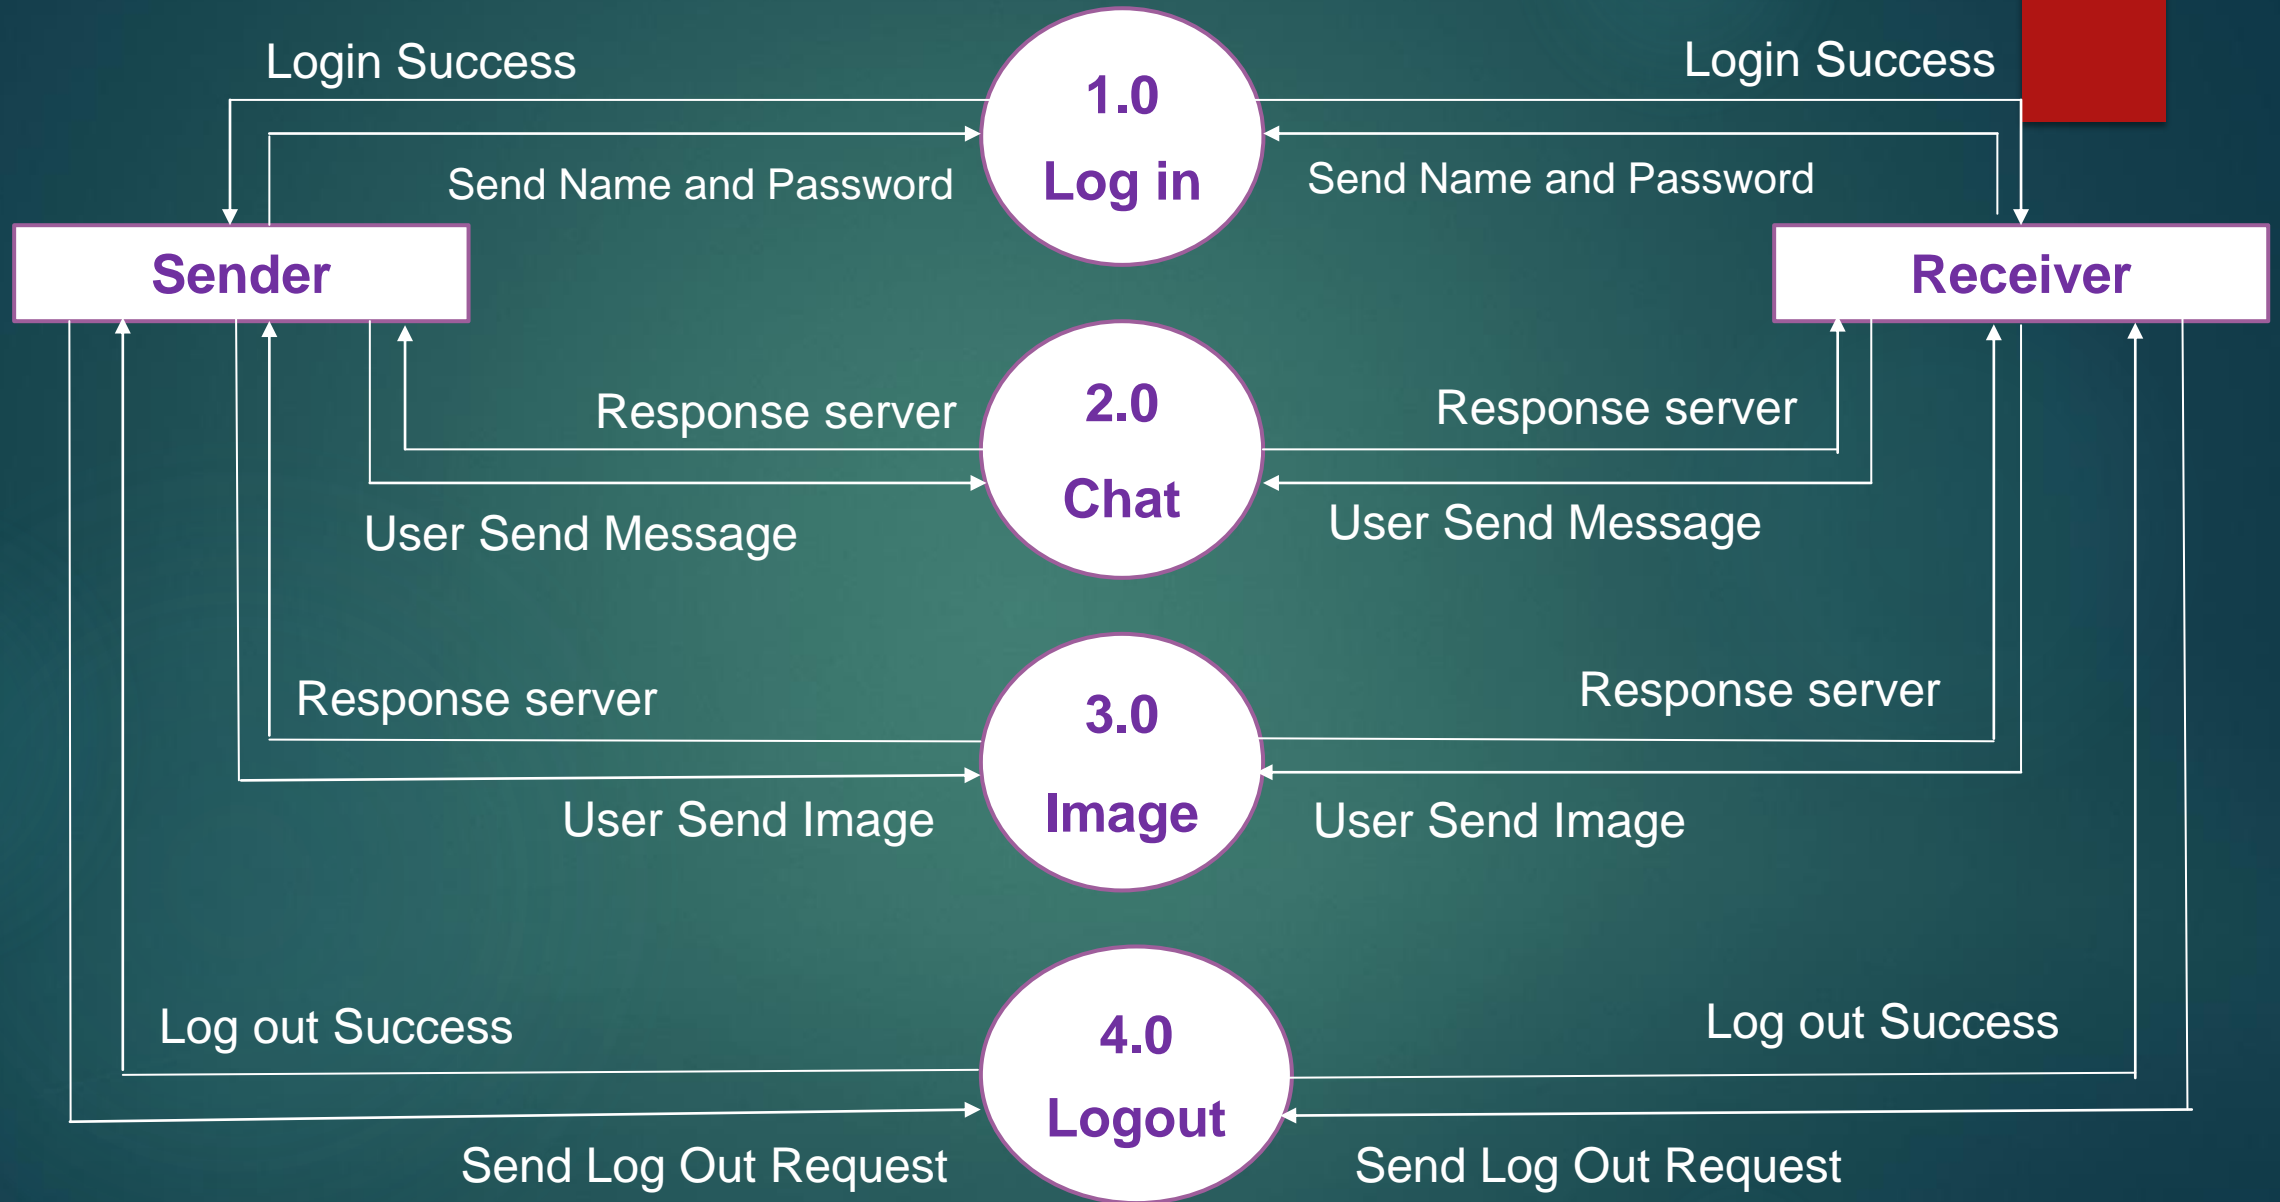 Login Success
1.0
Log in
Login Success
Send Name and Password
Send Name and Password
Sender
Receiver
Response server
2.0
Chat
Response server
User Send Message
User Send Message
Response server
3.0
Image
Response server
User Send Image
User Send Image
Log out Success
4.0
Logout
Log out Success
Send Log Out Request
Send Log Out Request